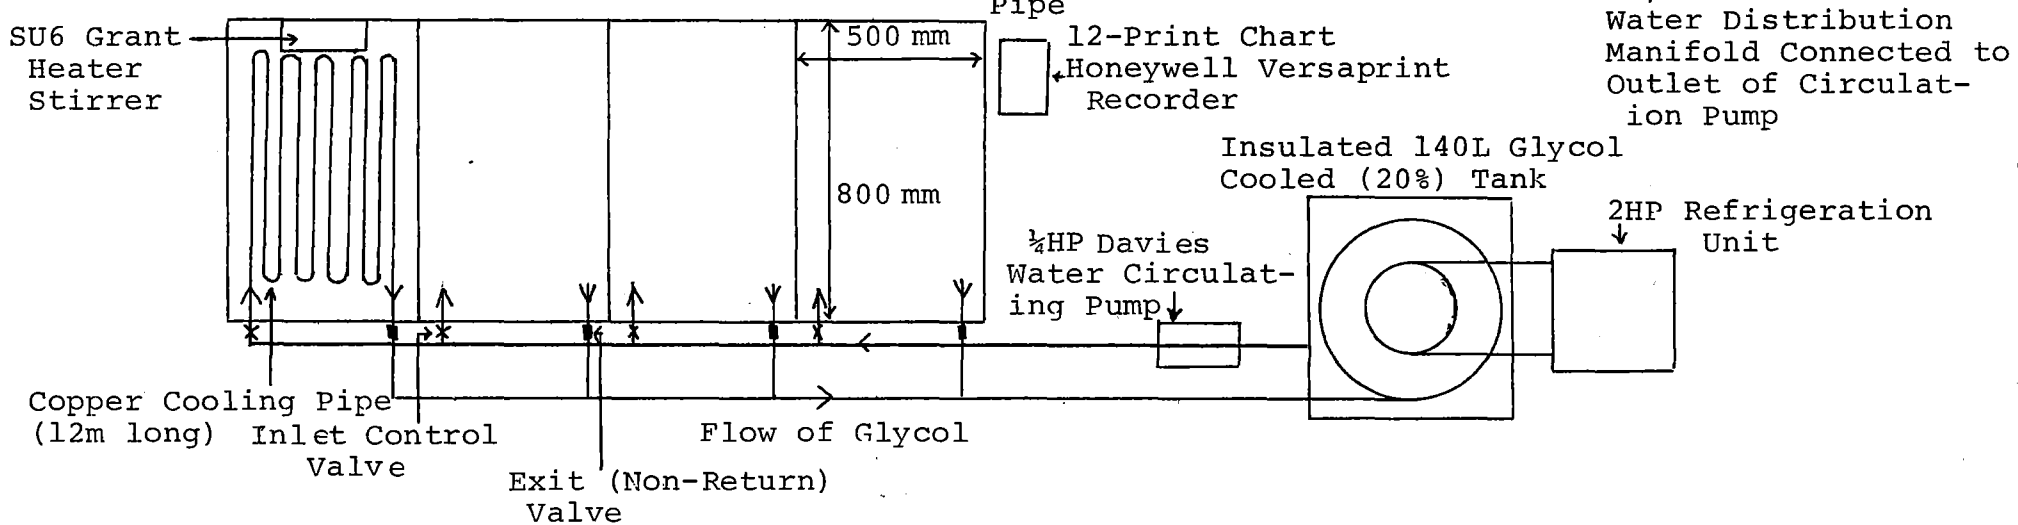 Pipe
SU6 Grant
Heater
Stirrer
500 mm
12-Print Chart
Honeywell Versaprint
Recorder
Water Distribution
Manifold Connected to
Outlet of Circulat-
ion Pump
800 mm
Insulated 140L Glycol
Cooled (20%) Tank
¼HP Davies
Water Circulat-
ing Pump
2HP Refrigeration
Unit
Copper Cooling Pipe
(12m long)
Inlet Control
Valve
Flow of Glycol
Exit (Non-Return)
Valve